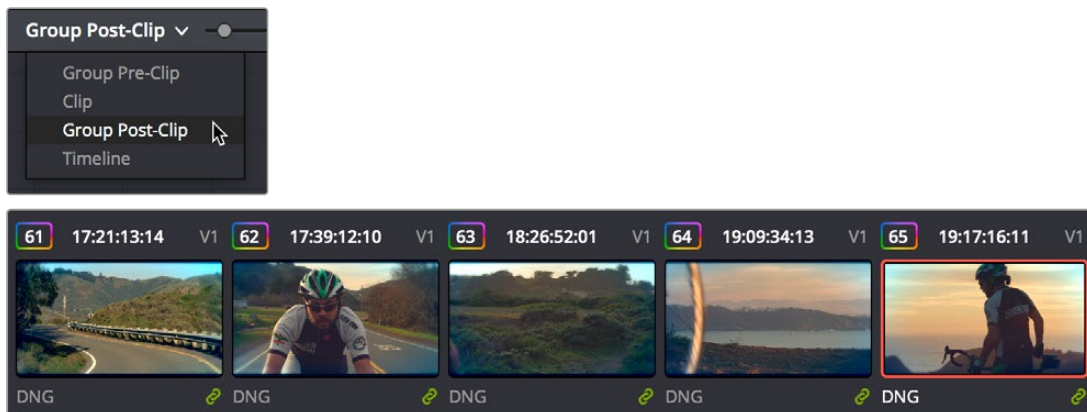 Group Post-Clip
Group Pre-Clip
Clip
Group Post-Clip
Timeline
61 17:21:13:14 V1 62 17:39:12:10 V1 63 18:26:52:01 V1 64 19:09:34:13 V1 65 19:17:16:11 V1
DNG DNG DNG DNG DNG